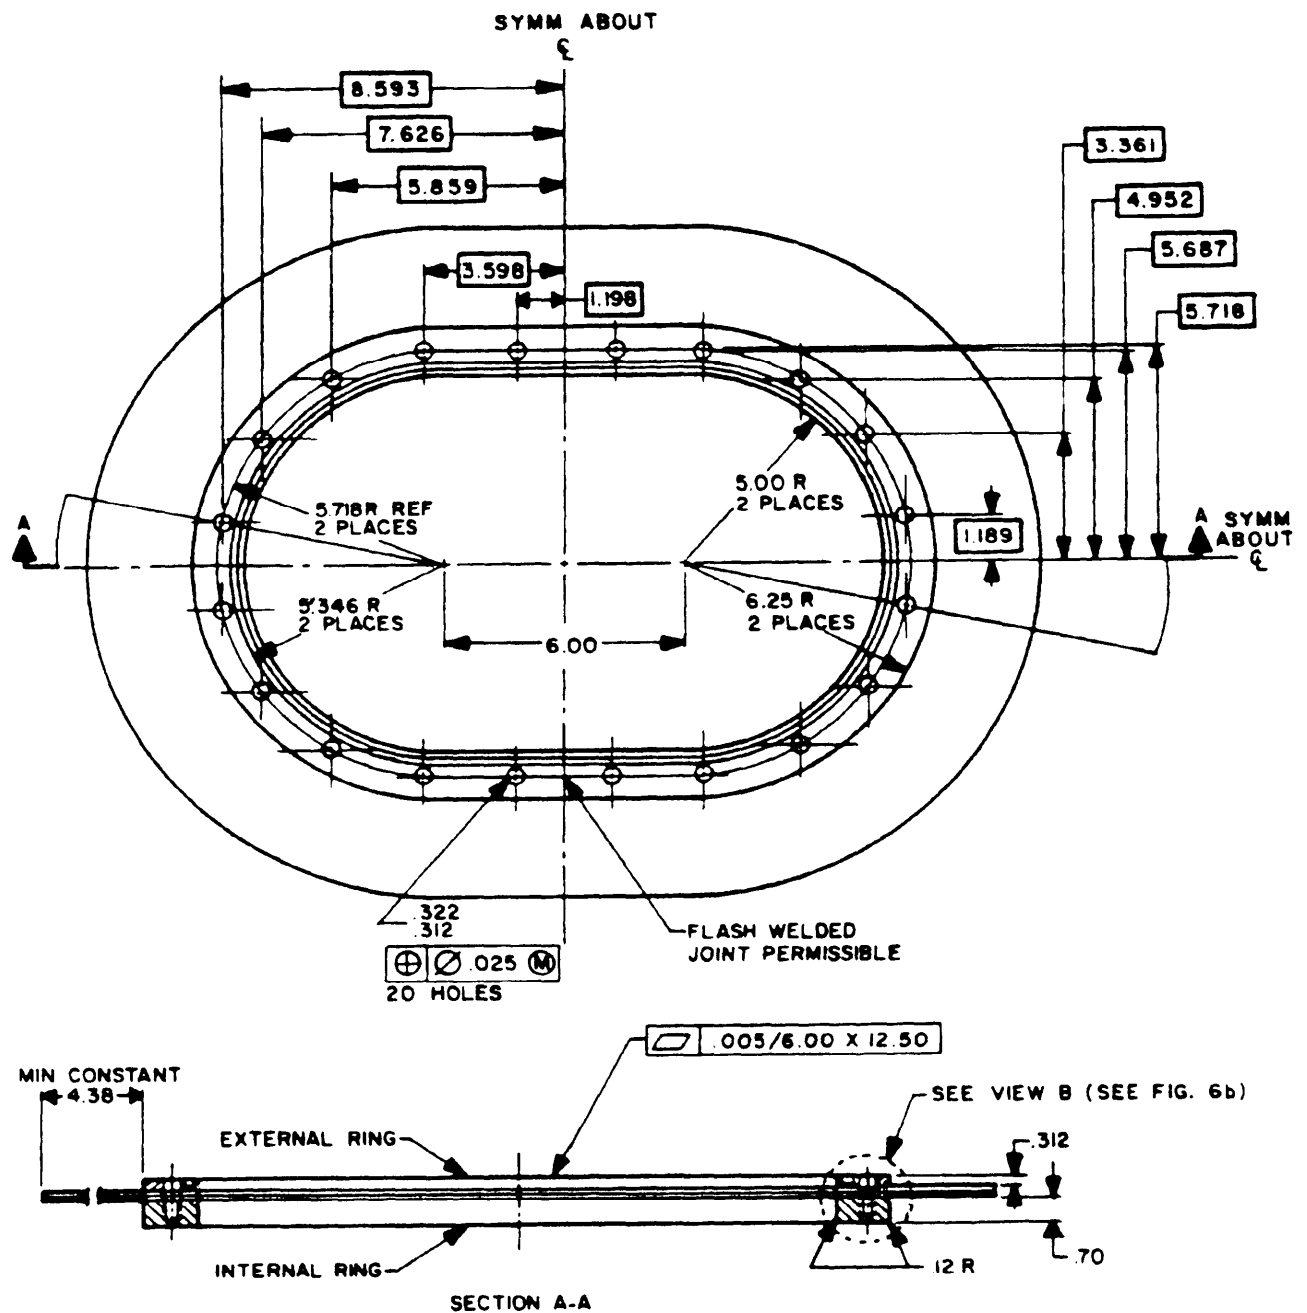 SYMM ABOUT
℄
8.593
7.626
5.859
3.598
1.198
3.361
4.952
5.687
5.718
5.718R REF
2 PLACES
5.00 R
2 PLACES
1.189
A
A
SYMM
ABOUT
℄
5.346 R
2 PLACES
6.25 R
2 PLACES
6.00
.322
.312
⌖ ∅ .025 Ⓜ
20 HOLES
FLASH WELDED
JOINT PERMISSIBLE
⏥ .005/6.00 X 12.50
MIN CONSTANT
4.38
SEE VIEW B (SEE FIG. 6b)
EXTERNAL RING
.312
INTERNAL RING
.12 R
.70
SECTION A-A